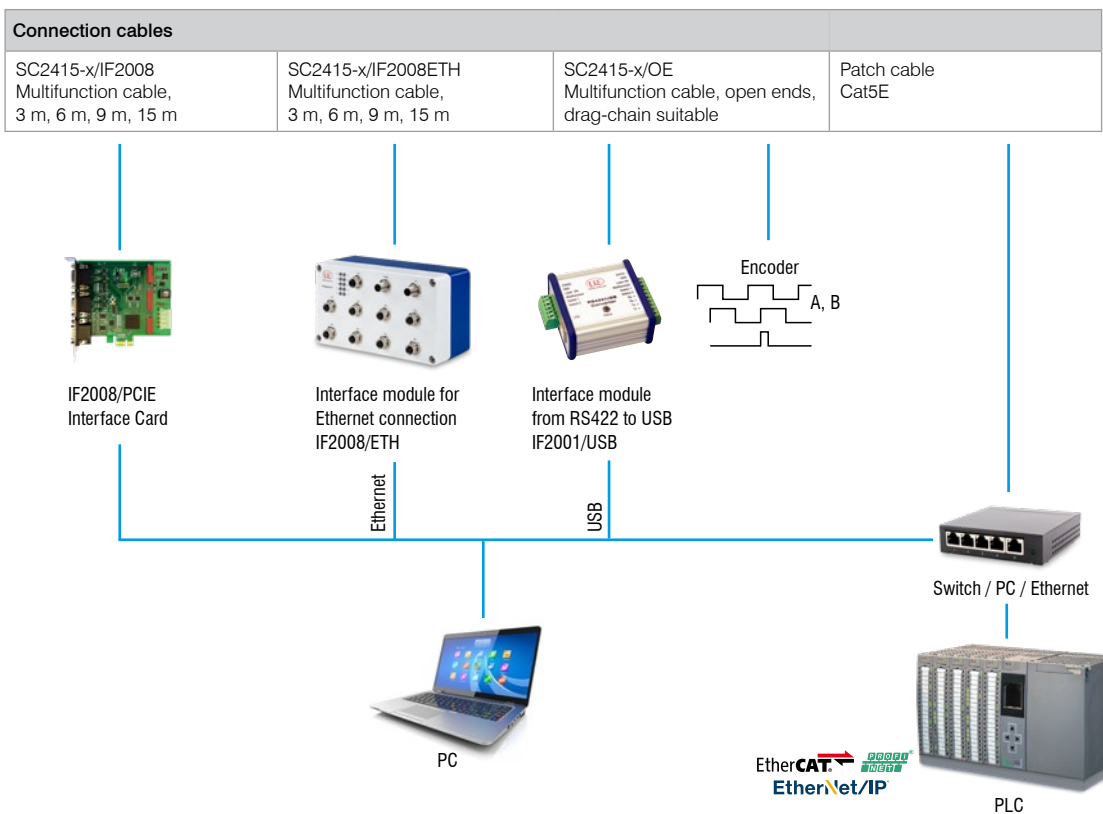 Connection cables
SC2415-x/IF2008
Multifunction cable,
3 m, 6 m, 9 m, 15 m
SC2415-x/IF2008ETH
Multifunction cable,
3 m, 6 m, 9 m, 15 m
SC2415-x/OE
Multifunction cable, open ends,
drag-chain suitable
Patch cable
Cat5E
Encoder
A, B
IF2008/PCIE
Interface Card
Interface module for
Ethernet connection
IF2008/ETH
Interface module
from RS422 to USB
IF2001/USB
Ethernet
USB
Switch / PC / Ethernet
PC
EtherCAT
PROFI
NET
EtherNet/IP
PLC